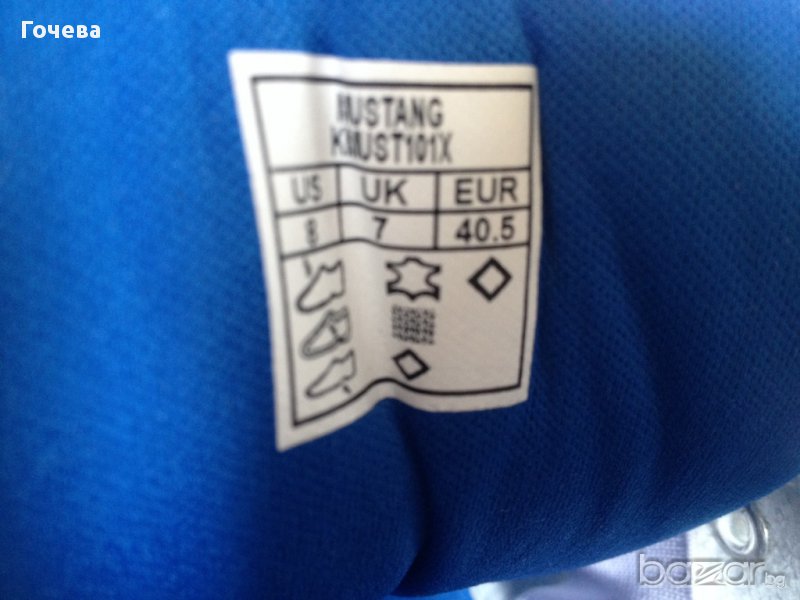 Гочева
MUSTANG
KMUST101X
US UK EUR
8 7 40.5
bazar.bg